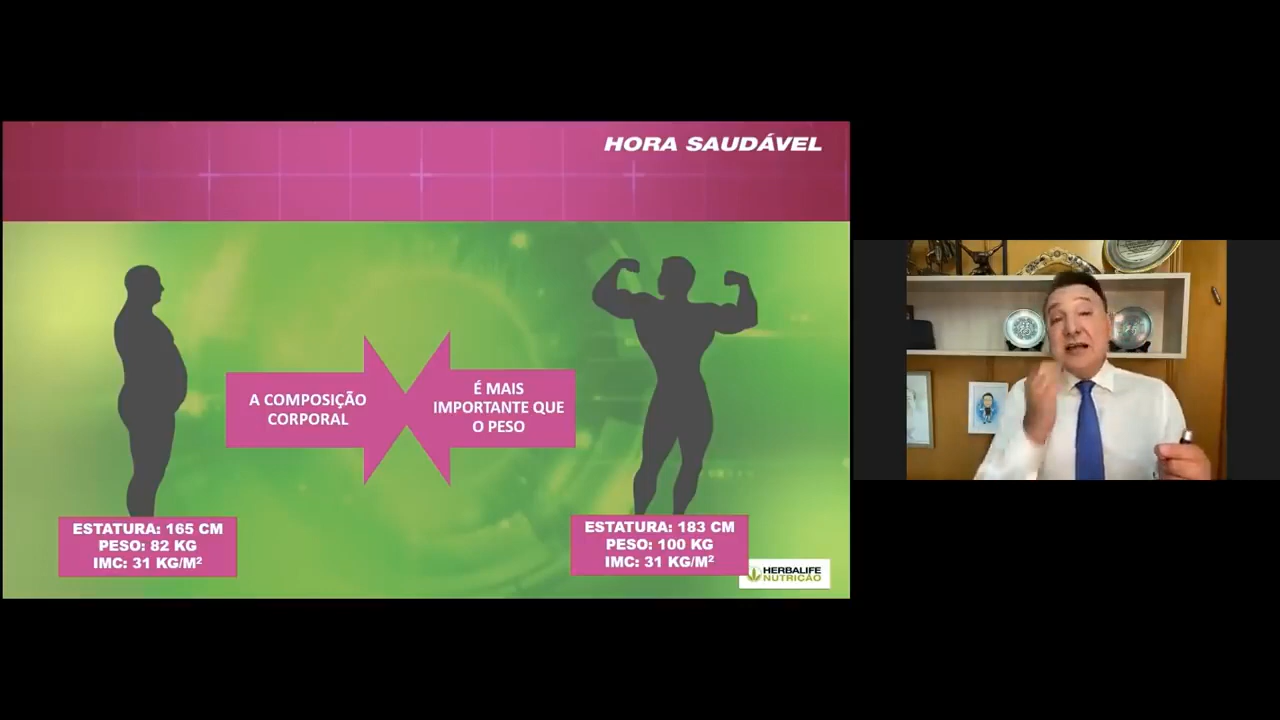 HORA SAUDÁVEL
A COMPOSIÇÃO
CORPORAL
É MAIS
IMPORTANTE QUE
O PESO
ESTATURA: 165 CM
PESO: 82 KG
IMC: 31 KG/M²
ESTATURA: 183 CM
PESO: 100 KG
IMC: 31 KG/M²
HERBALIFE
NUTRIÇÃO